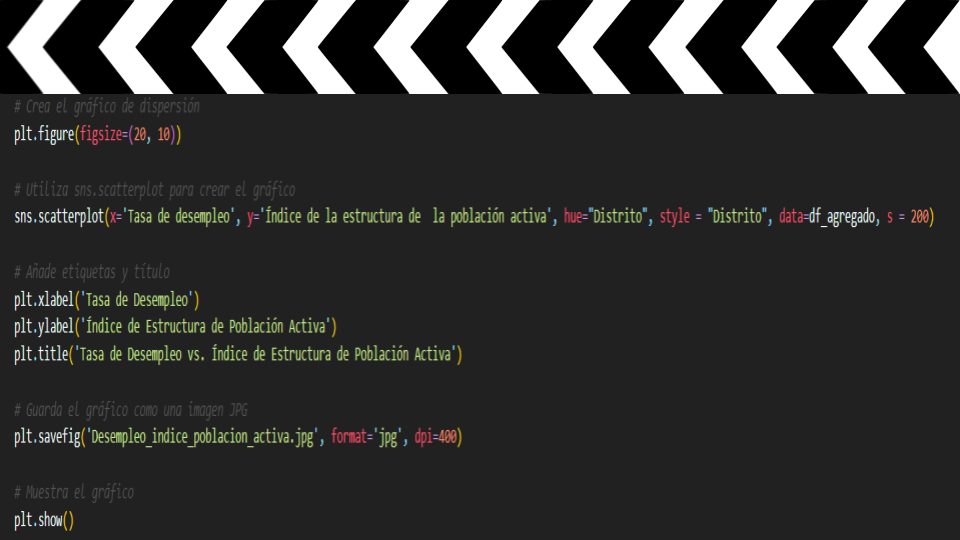 # Crea el gráfico de dispersión
plt.figure(figsize=(20, 10))
# Utiliza sns.scatterplot para crear el gráfico
sns.scatterplot(x='Tasa de desempleo', y='Índice de la estructura de  la población activa', hue="Distrito", style = "Distrito", data=df_agregado, s = 200)
# Añade etiquetas y título
plt.xlabel('Tasa de Desempleo')
plt.ylabel('Índice de Estructura de Población Activa')
plt.title('Tasa de Desempleo vs. Índice de Estructura de Población Activa')
# Guarda el gráfico como una imagen JPG
plt.savefig('Desempleo_indice_poblacion_activa.jpg', format='jpg', dpi=400)
# Muestra el gráfico
plt.show()